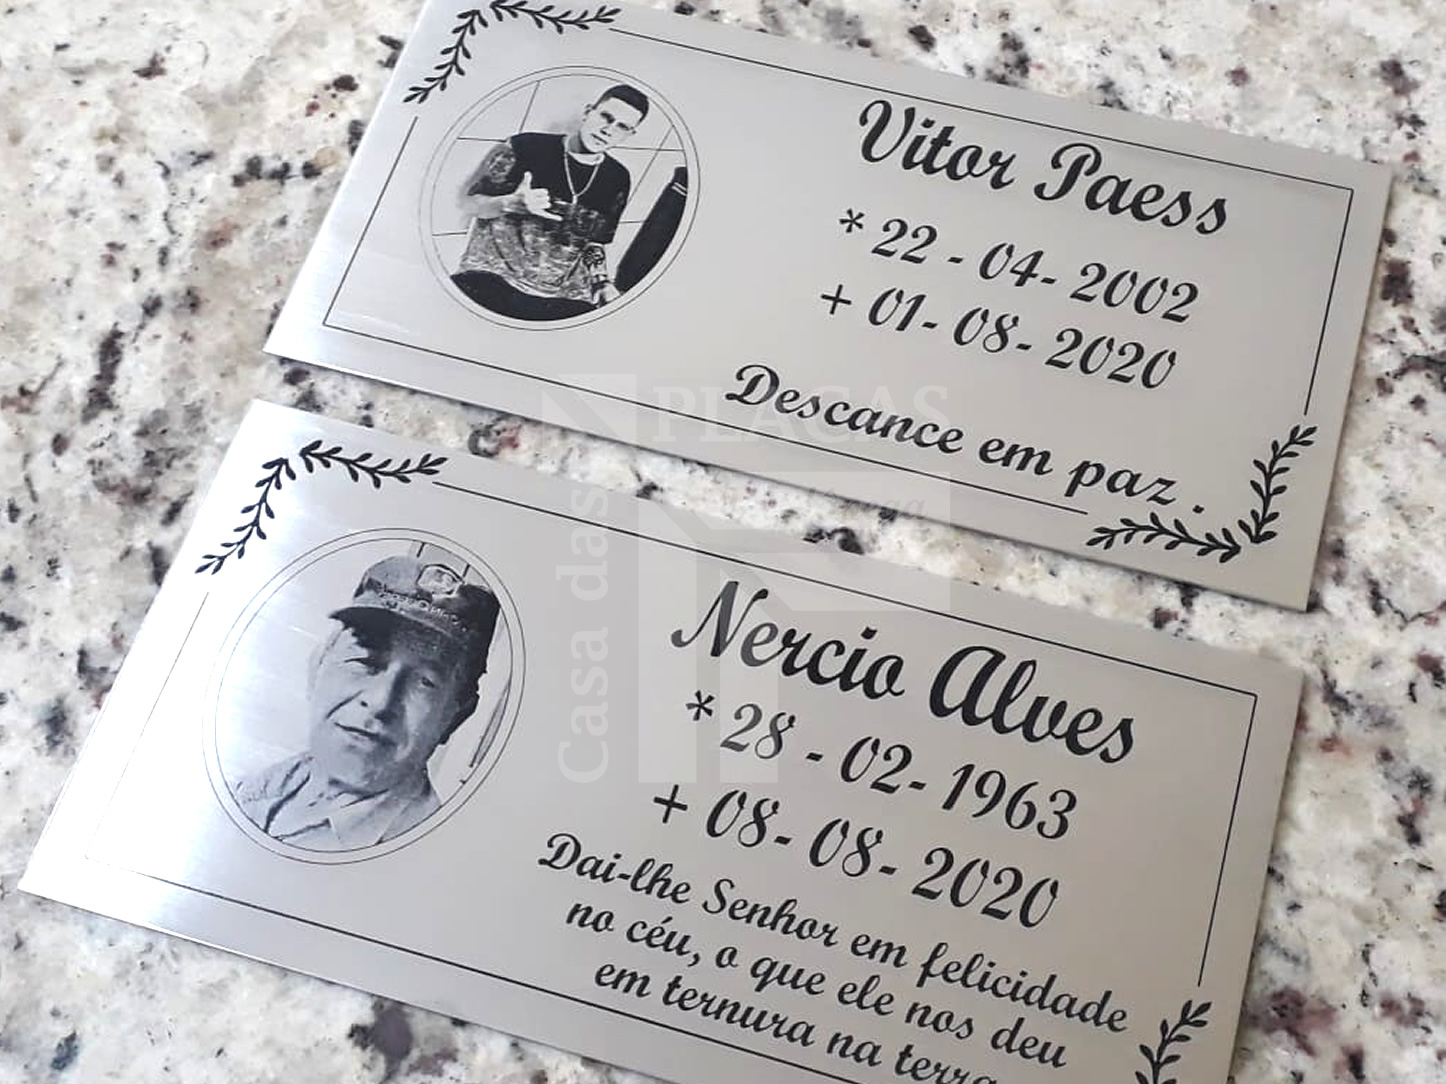 Vitor Paess
* 22 - 04- 2002
+ 01- 08- 2020
Descance em paz .
Casa das
PLACAS
Nercio Alves
* 28 - 02- 1963
+ 08- 08- 2020
Dai-lhe Senhor em felicidade
no céu, o que ele nos deu
em ternura na terra